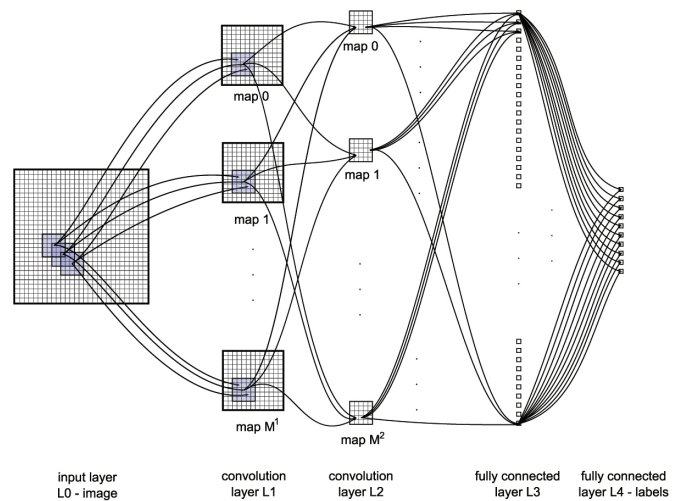 map 0
map 0
map 1
map 1
map M¹
map M²
input layer
L0 - image
convolution
layer L1
convolution
layer L2
fully connected
layer L3
fully connected
layer L4 - labels